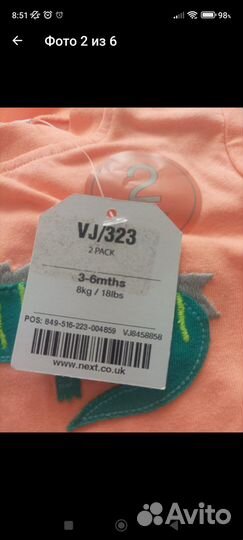 8:51
98%
Фото 2 из 6
2
VJ/323
2 PACK
3-6mths
8kg / 18lbs
POS: 849-516-223-004859 VJ8458858
www.next.co.uk
Avito